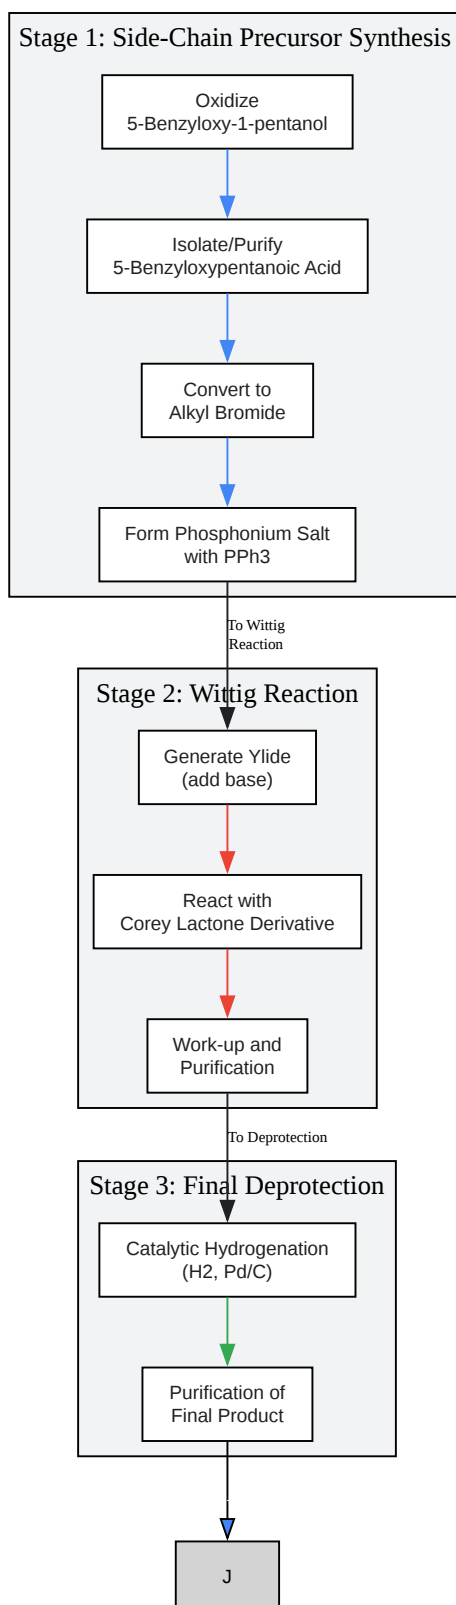 Stage 1: Side-Chain Precursor Synthesis
Oxidize
5-Benzyloxy-1-pentanol
Isolate/Purify
5-Benzyloxypentanoic Acid
Convert to
Alkyl Bromide
Form Phosphonium Salt
with PPh3
To Wittig
Reaction
Stage 2: Wittig Reaction
Generate Ylide
(add base)
React with
Corey Lactone Derivative
Work-up and
Purification
To Deprotection
Stage 3: Final Deprotection
Catalytic Hydrogenation
(H2, Pd/C)
Purification of
Final Product
J